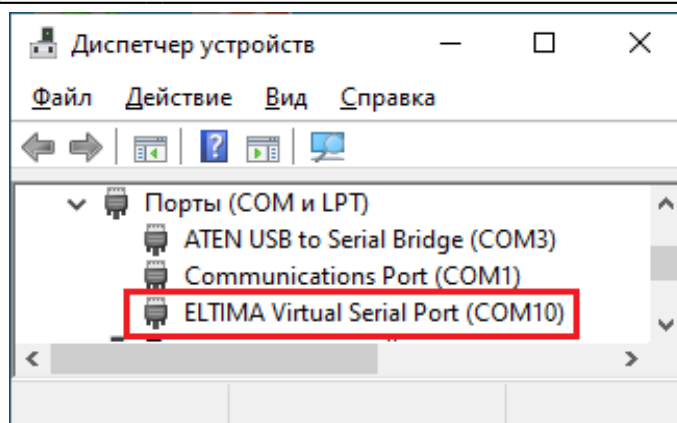 Диспетчер устройств
Файл Действие Вид Справка
Порты (COM и LPT)
ATEN USB to Serial Bridge (COM3)
Communications Port (COM1)
ELTIMA Virtual Serial Port (COM10)